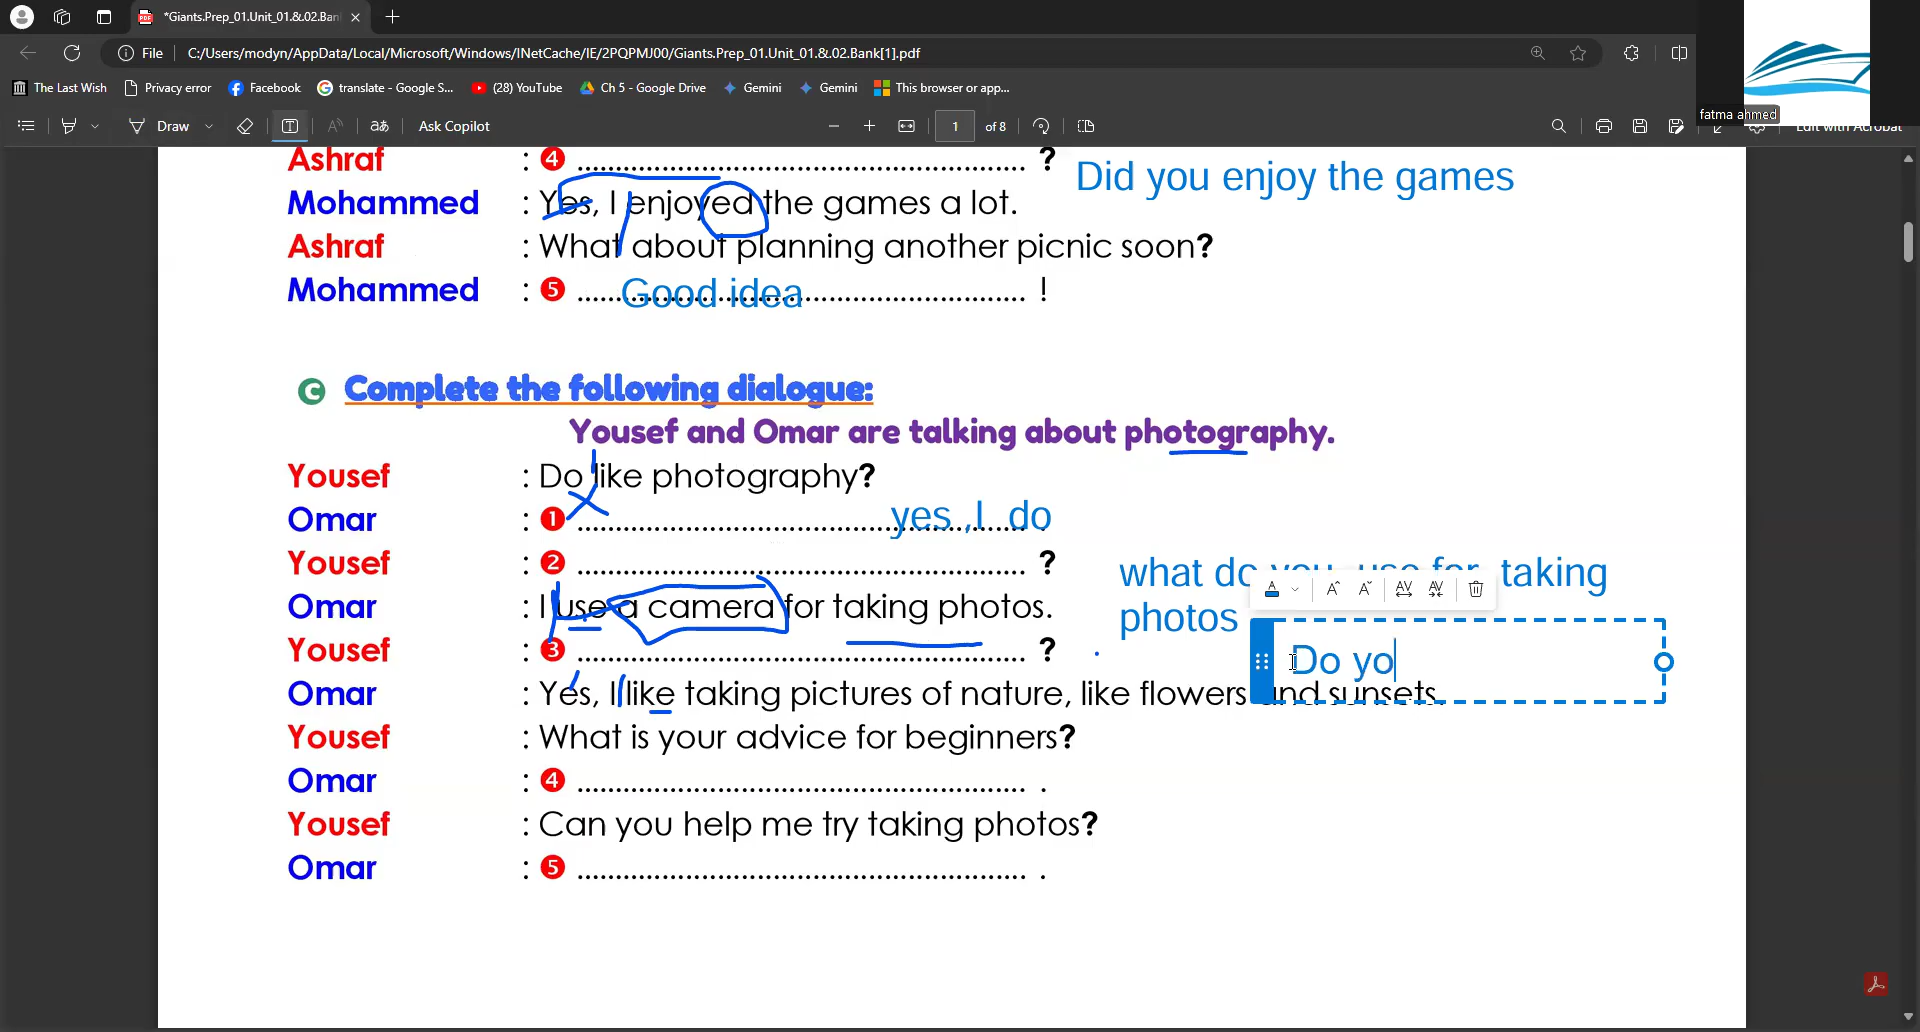 *Giants.Prep_01.Unit_01.&.02.Ban
File
C:/Users/modyn/AppData/Local/Microsoft/Windows/INetCache/IE/2PQPMJ00/Giants.Prep_01.Unit_01.&.02.Bank[1].pdf
The Last Wish
Privacy error
Facebook
translate - Google S...
(28) YouTube
Ch 5 - Google Drive
Gemini
Gemini
This browser or app...
fatma ahmed
Draw
Ask Copilot
1 of 8
Edit with Acrobat
Ashraf : 4 ........................................................ ? Did you enjoy the games
Mohammed : Yes, I enjoyed the games a lot.
Ashraf : What about planning another picnic soon?
Mohammed : 5 ........................................................ ! Good idea
C Complete the following dialogue:
Yousef and Omar are talking about photography.
Yousef : Do like photography?
Omar : 1 ........................................................ . yes ,I do
Yousef : 2 ........................................................ ? what do you use for taking
photos
Omar : I use a camera for taking photos.
Yousef : 3 ........................................................ ? Do yo
Omar : Yes, I like taking pictures of nature, like flowers and sunsets.
Yousef : What is your advice for beginners?
Omar : 4 ........................................................ .
Yousef : Can you help me try taking photos?
Omar : 5 ........................................................ .